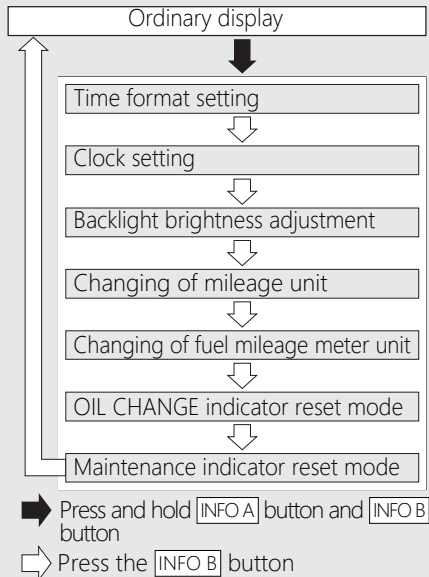 Ordinary display
Time format setting
Clock setting
Backlight brightness adjustment
Changing of mileage unit
Changing of fuel mileage meter unit
OIL CHANGE indicator reset mode
Maintenance indicator reset mode
Press and hold INFO A button and INFO B
button
Press the INFO B button